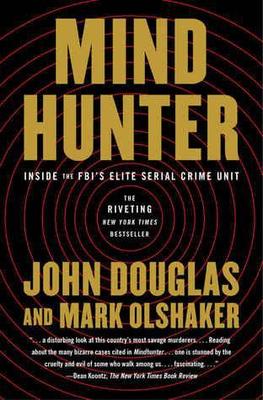 MIND
HUNTER
INSIDE THE FBI'S ELITE SERIAL CRIME UNIT
THE
RIVETING
NEW YORK TIMES
BESTSELLER
JOHN DOUGLAS
AND MARK OLSHAKER
". . . a disturbing look at this country's most savage murderers. . . . Reading
about the many bizarre cases cited in Mindhunter. . . one is stunned by the
cruelty and evil of some who walk among us. . . . fascinating. . . ."
—Dean Koontz, The New York Times Book Review